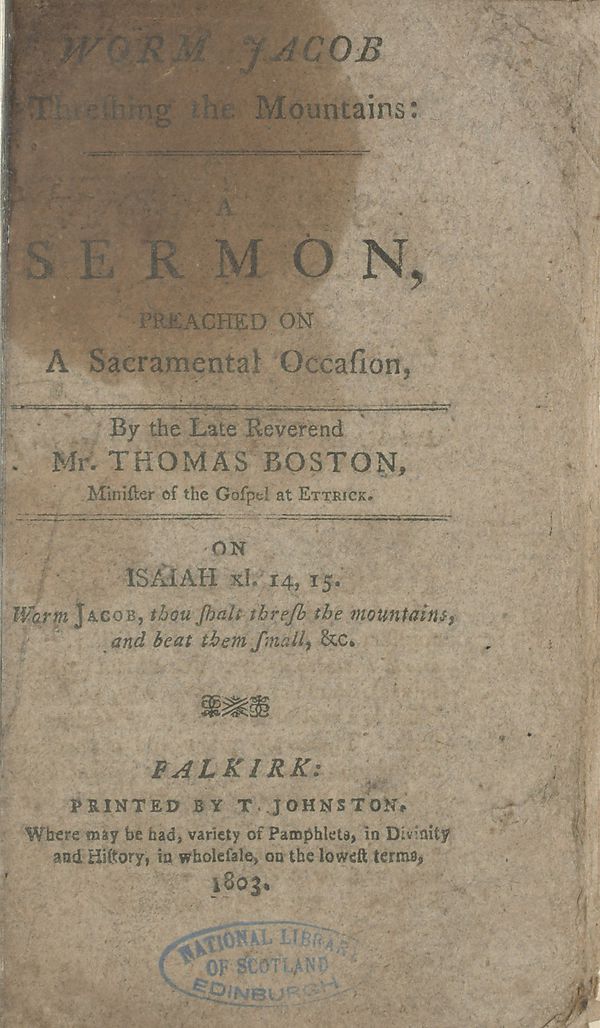 WORM JACOB
Threſhing the Mountains:
A
SERMON,
PREACHED ON
A Sacramental Occaſion,
By the Late Reverend
Mr. THOMAS BOSTON,
Miniſter of the Goſpel at ETTRICK.
ON
ISAIAH xl. 14, 15.
Worm JACOB, thou ſhalt threſh the mountains,
and beat them ſmall, &c.
FALKIRK:
PRINTED BY T. JOHNSTON.
Where may be had, variety of Pamphlets, in Divinity
and Hiſtory, in wholeſale, on the loweſt terms,
1803.
NATIONAL LIBRARY
OF SCOTLAND
EDINBURGH